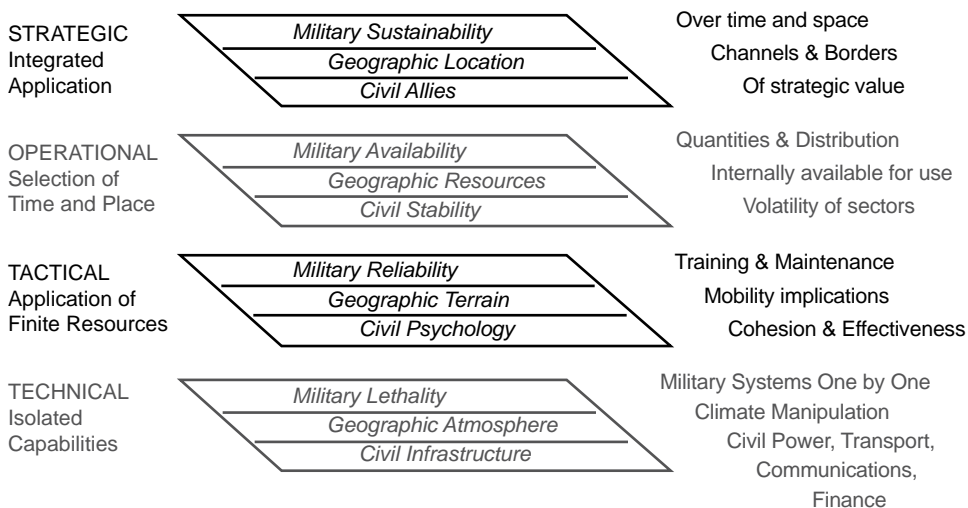 STRATEGIC
Integrated
Application
Military Sustainability
Geographic Location
Civil Allies
Over time and space
Channels & Borders
Of strategic value
OPERATIONAL
Selection of
Time and Place
Military Availability
Geographic Resources
Civil Stability
Quantities & Distribution
Internally available for use
Volatility of sectors
TACTICAL
Application of
Finite Resources
Military Reliability
Geographic Terrain
Civil Psychology
Training & Maintenance
Mobility implications
Cohesion & Effectiveness
TECHNICAL
Isolated
Capabilities
Military Lethality
Geographic Atmosphere
Civil Infrastructure
Military Systems One by One
Climate Manipulation
Civil Power, Transport,
Communications,
Finance